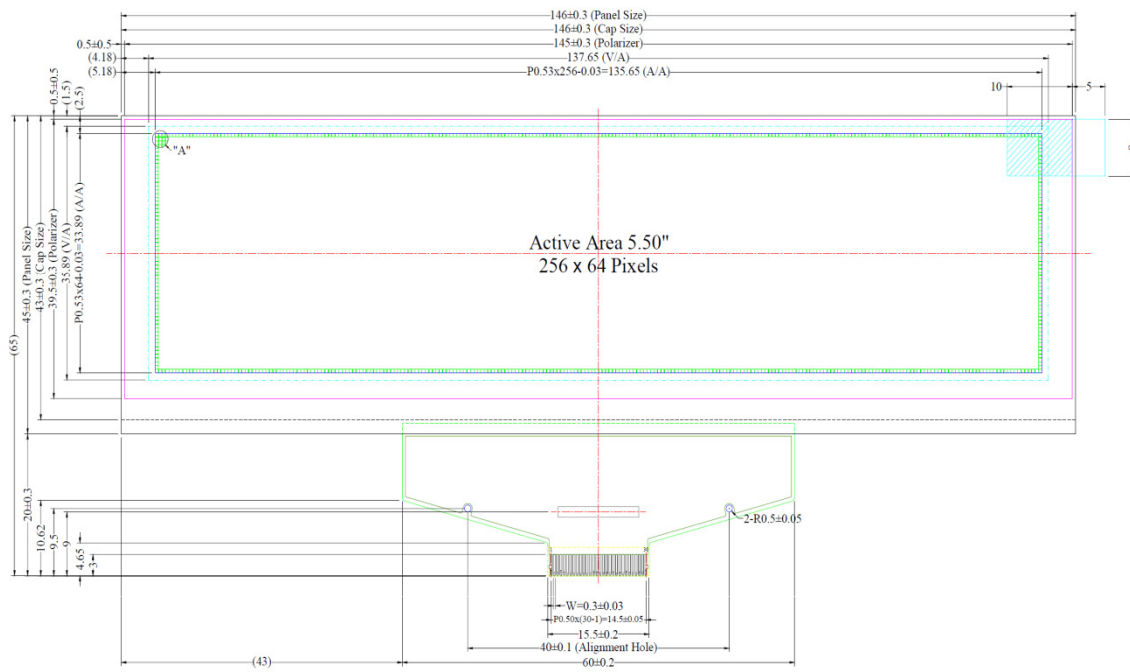 146±0.3 (Panel Size)
146±0.3 (Cap Size)
0.5±0.5
145±0.3 (Polarizer)
(4.18)
137.65 (V/A)
(5.18)
P0.53x256-0.03=135.65 (A/A)
0.5±0.5
(1.5)
(2.5)
10
5
"A"
Active Area 5.50"
256 x 64 Pixels
(65)
45±0.3 (Panel Size)
43±0.3 (Cap Size)
39.5±0.3 (Polarizer)
35.89 (V/A)
P0.53x64-0.03=33.89 (A/A)
20±0.3
10.62
9.5
9
4.65
3
2-R0.5±0.05
W=0.3±0.03
P0.50x(30-1)=14.5±0.05
15.5±0.2
40±0.1 (Alignment Hole)
(43)
60±0.2